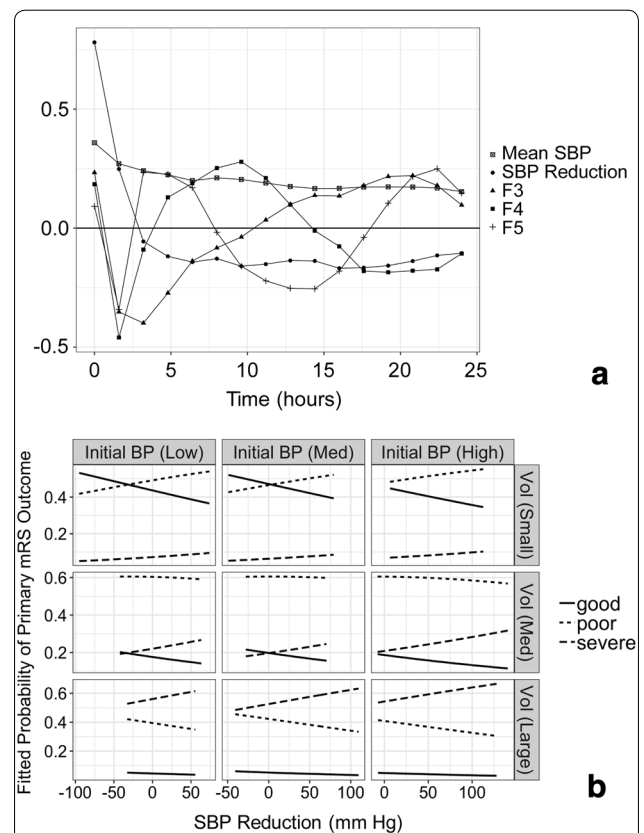 0.5
0.0
-0.5
0 5 10 15 20 25
Time (hours)
Mean SBP
SBP Reduction
F3
F4
F5
a
Fitted Probability of Primary mRS Outcome
Initial BP (Low) Initial BP (Med) Initial BP (High)
0.4
0.2
Vol (Small)
0.6
0.4
0.2
Vol (Med)
0.6
0.4
0.2
Vol (Large)
-100 -50 0 50 -50 0 50 100 0 50 100
SBP Reduction (mm Hg)
good
poor
severe
b